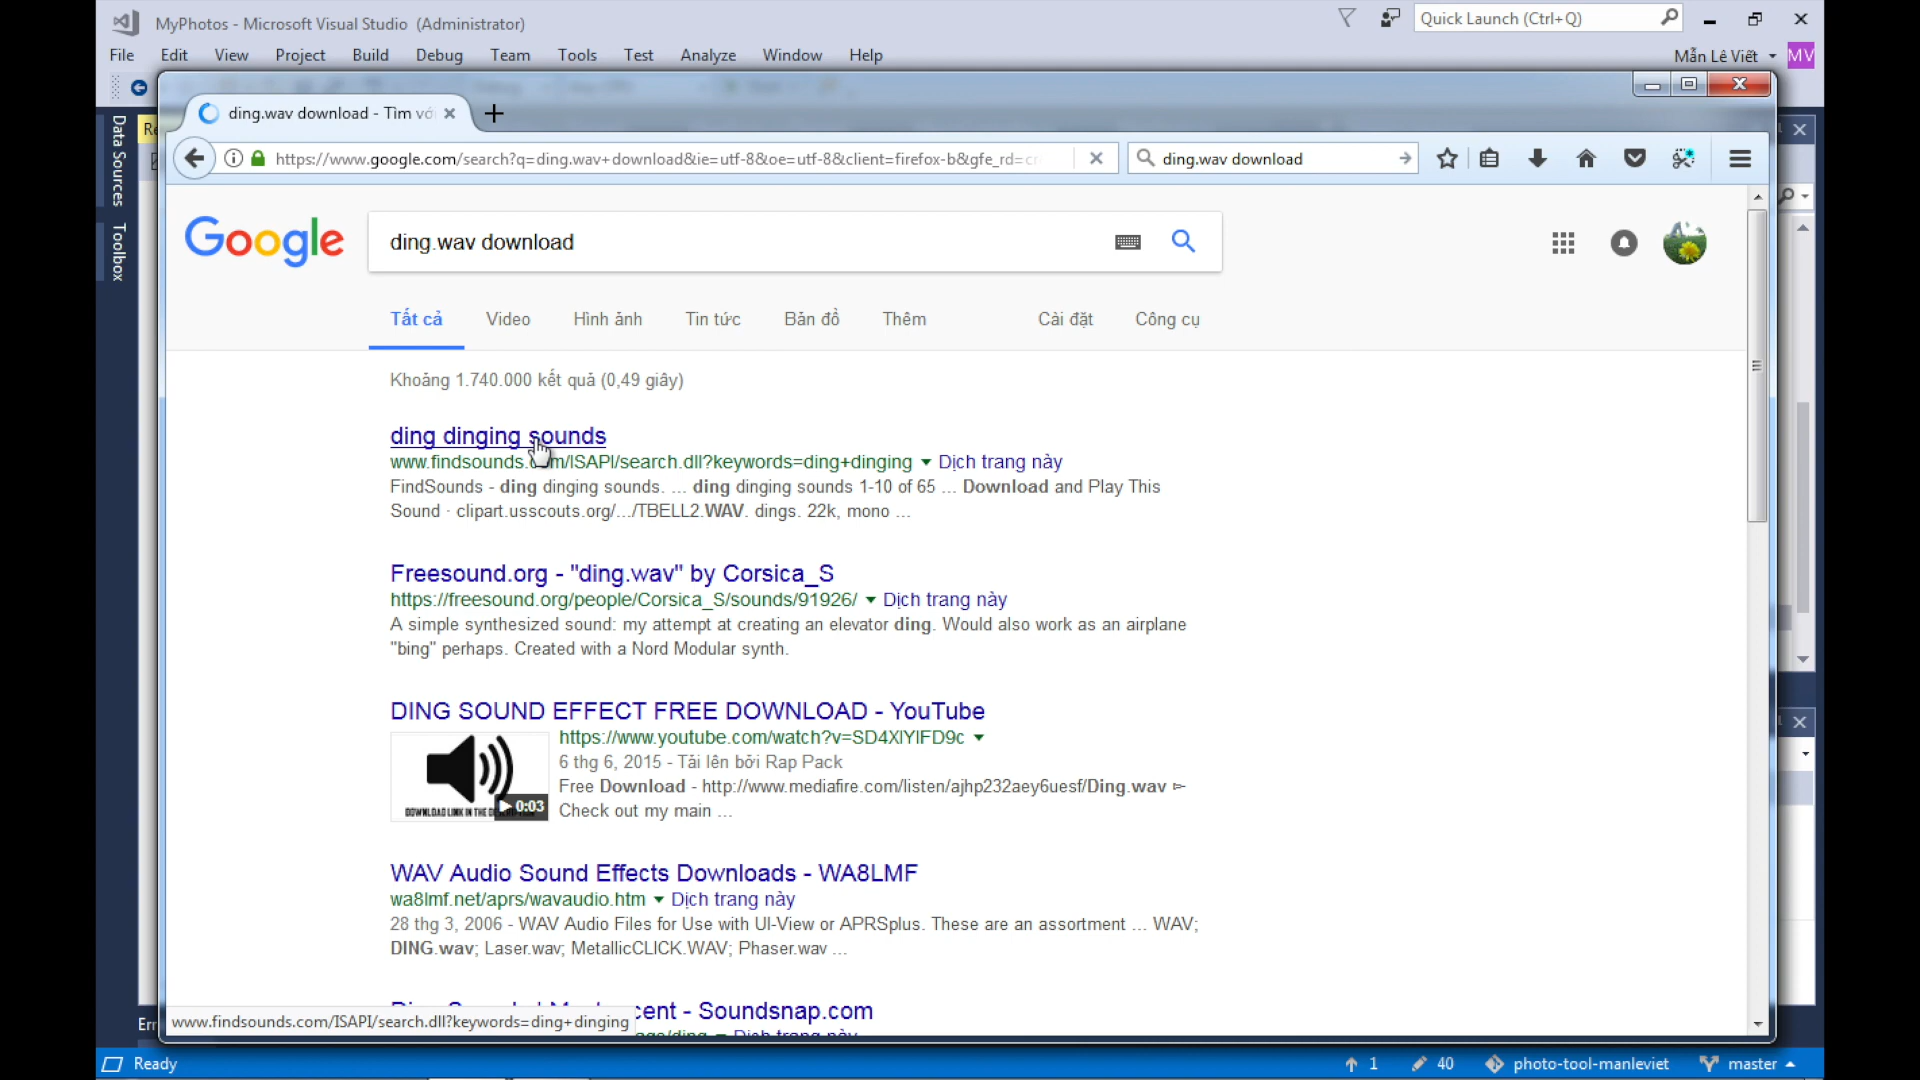 MyPhotos - Microsoft Visual Studio (Administrator)
Quick Launch (Ctrl+Q)
File Edit View Project Build Debug Team Tools Test Analyze Window Help
Mẫn Lê Viết MV
ding.wav download - Tìm vớ
Data Sources
Toolbox
https://www.google.com/search?q=ding.wav+download&ie=utf-8&oe=utf-8&client=firefox-b&gfe_rd=cr
ding.wav download
Google
ding.wav download
Tất cả Video Hình ảnh Tin tức Bản đồ Thêm Cài đặt Công cụ
Khoảng 1.740.000 kết quả (0,49 giây)
ding dinging sounds
www.findsounds.com/ISAPI/search.dll?keywords=ding+dinging Dịch trang này
FindSounds - ding dinging sounds. ... ding dinging sounds 1-10 of 65 ... Download and Play This
Sound · clipart.usscouts.org/.../TBELL2.WAV. dings. 22k, mono ...
Freesound.org - "ding.wav" by Corsica_S
https://freesound.org/people/Corsica_S/sounds/91926/ Dịch trang này
A simple synthesized sound: my attempt at creating an elevator ding. Would also work as an airplane
"bing" perhaps. Created with a Nord Modular synth.
DING SOUND EFFECT FREE DOWNLOAD - YouTube
https://www.youtube.com/watch?v=SD4XlYlFD9c
6 thg 6, 2015 - Tải lên bởi Rap Pack
Free Download - http://www.mediafire.com/listen/ajhp232aey6uesf/Ding.wav ▻
Check out my main ...
DOWNLOAD LINK IN THE
0:03
WAV Audio Sound Effects Downloads - WA8LMF
wa8lmf.net/aprs/wavaudio.htm Dịch trang này
28 thg 3, 2006 - WAV Audio Files for Use with UI-View or APRSplus. These are an assortment ... WAV;
DING.wav; Laser.wav; MetallicCLICK.WAV; Phaser.wav ...
- Soundsnap.com
Dịch trang này
www.findsounds.com/ISAPI/search.dll?keywords=ding+dinging
Ready 1 40 photo-tool-manleviet master